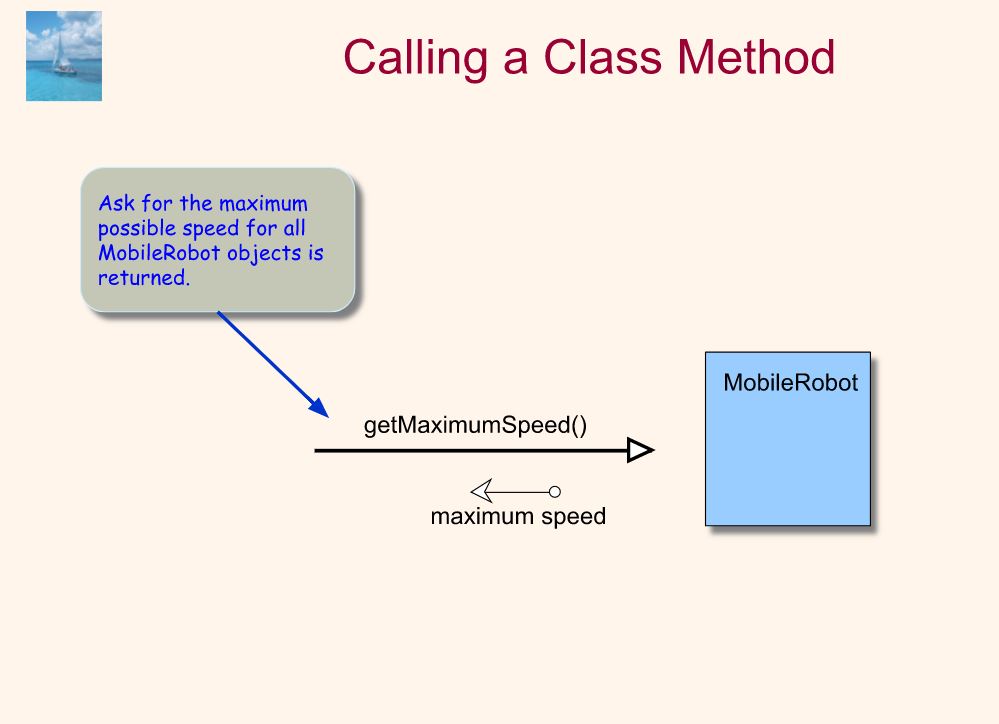 Calling a Class Method
Ask for the maximum
possible speed for all
MobileRobot objects is
returned.
MobileRobot
getMaximumSpeed()
maximum speed